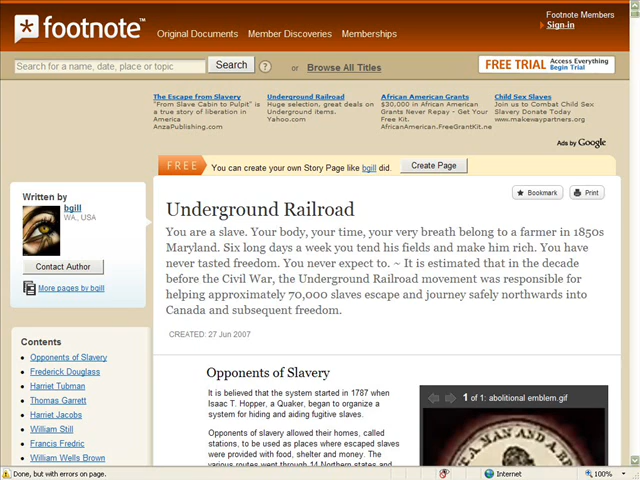 footnote™
Original Documents
Member Discoveries
Memberships
Footnote Members
Sign-in
Search for a name, date, place or topic
Search
?
or
Browse All Titles
FREE TRIAL
Access Everything
Begin Trial
The Escape from Slavery
"From Slave Cabin to Pulpit" is
a true story of liberation in
America
AnzaPublishing.com
Underground Railroad
Huge selection, great deals on
Underground items.
Yahoo.com
African American Grants
$30,000 in African American
Grants Never Repay - Get Your
Free Kit.
AfricanAmerican.FreeGrantKit.ne
Child Sex Slaves
Join us to Combat Child Sex
Slavery Donate Today
www.makewaypartners.org
Ads by Google
FREE
You can create your own Story Page like bgill did.
Create Page
Written by
bgill
WA, USA
Contact Author
More pages by bgill
Bookmark
Print
Underground Railroad
You are a slave. Your body, your time, your very breath belong to a farmer in 1850s
Maryland. Six long days a week you tend his fields and make him rich. You have
never tasted freedom. You never expect to. ~ It is estimated that in the decade
before the Civil War, the Underground Railroad movement was responsible for
helping approximately 70,000 slaves escape and journey safely northwards into
Canada and subsequent freedom.
CREATED: 27 Jun 2007
Contents
Opponents of Slavery
Frederick Douglass
Harriet Tubman
Thomas Garrett
Harriet Jacobs
William Still
Francis Fredric
William Wells Brown
Opponents of Slavery
It is believed that the system started in 1787 when
Isaac T. Hopper, a Quaker, began to organize a
system for hiding and aiding fugitive slaves.
Opponents of slavery allowed their homes, called
stations, to be used as places where escaped slaves
were provided with food, shelter and money. The
various routes went through 14 Northern states and
1 of 1: abolitional emblem.gif
A MAN AND A
Done, but with errors on page.
Internet
100%